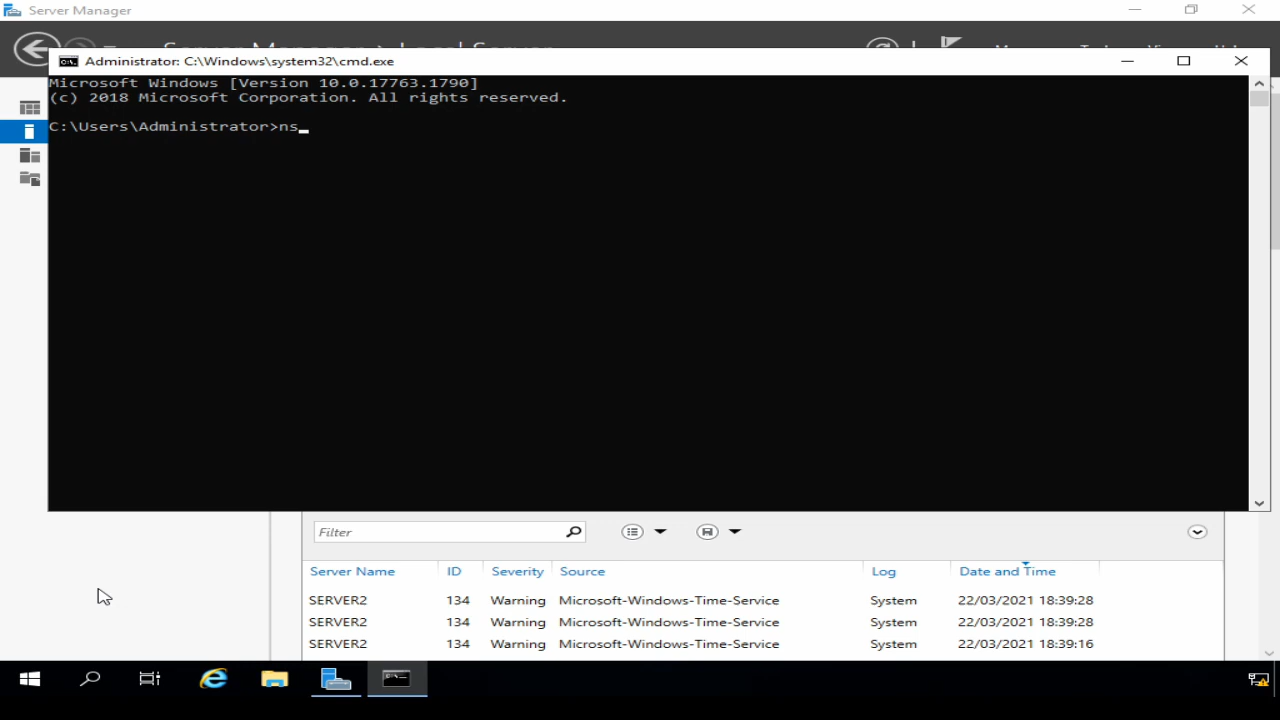 Server Manager
Administrator: C:\Windows\system32\cmd.exe
Microsoft Windows [Version 10.0.17763.1790]
(c) 2018 Microsoft Corporation. All rights reserved.
C:\Users\Administrator>ns
Filter
Server Name ID Severity Source Log Date and Time
SERVER2 134 Warning Microsoft-Windows-Time-Service System 22/03/2021 18:39:28
SERVER2 134 Warning Microsoft-Windows-Time-Service System 22/03/2021 18:39:28
SERVER2 134 Warning Microsoft-Windows-Time-Service System 22/03/2021 18:39:16